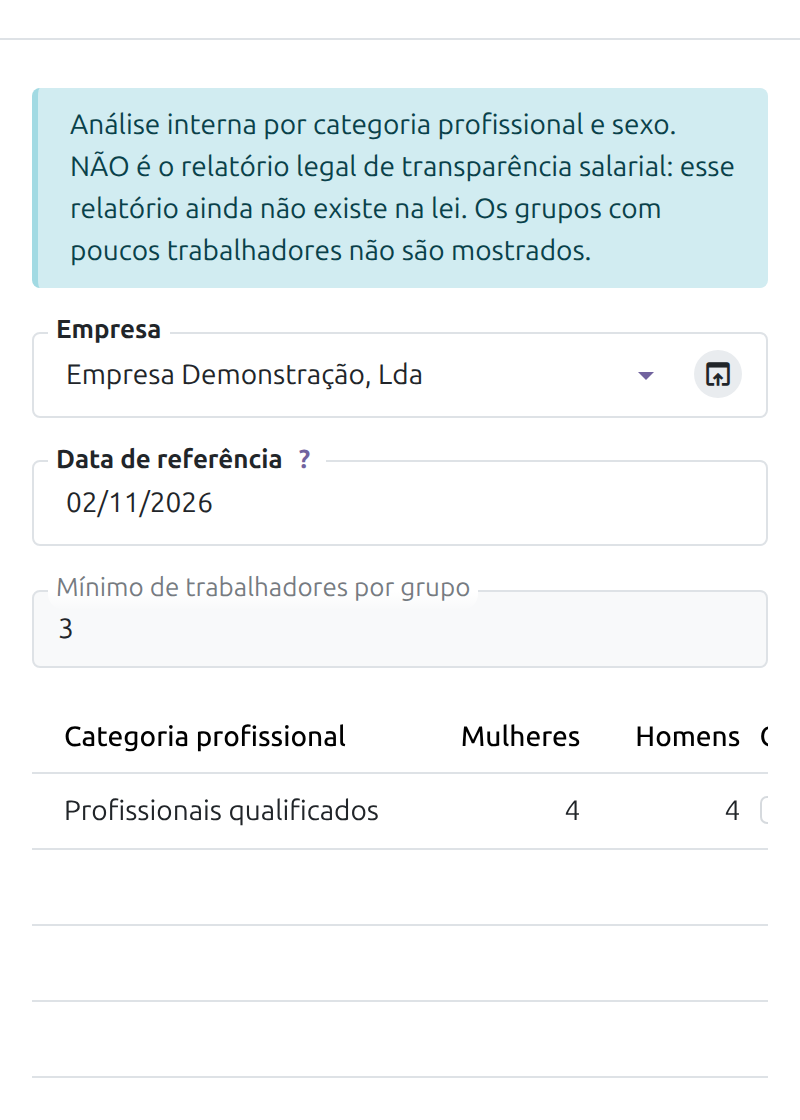 Análise interna por categoria profissional e sexo.
NÃO é o relatório legal de transparência salarial: esse
relatório ainda não existe na lei. Os grupos com
poucos trabalhadores não são mostrados.
Empresa
Empresa Demonstração, Lda
Data de referência ?
02/11/2026
Mínimo de trabalhadores por grupo
3
Categoria profissional Mulheres Homens
Profissionais qualificados 4 4